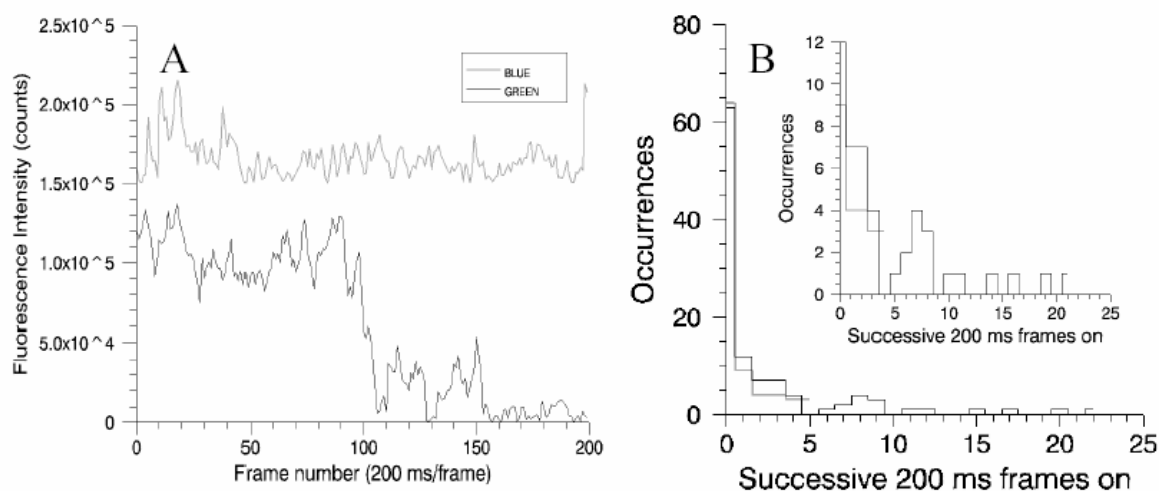 A
Fluorescence Intensity (counts)
2.5x10^5
2.0x10^5
1.5x10^5
1.0x10^5
5.0x10^4
0
BLUE
GREEN
0 50 100 150 200
Frame number (200 ms/frame)
B
Occurrences
80
60
40
20
0
0 5 10 15 20 25
Successive 200 ms frames on
Occurrences
12
10
8
6
4
2
0
0 5 10 15 20 25
Successive 200 ms frames on